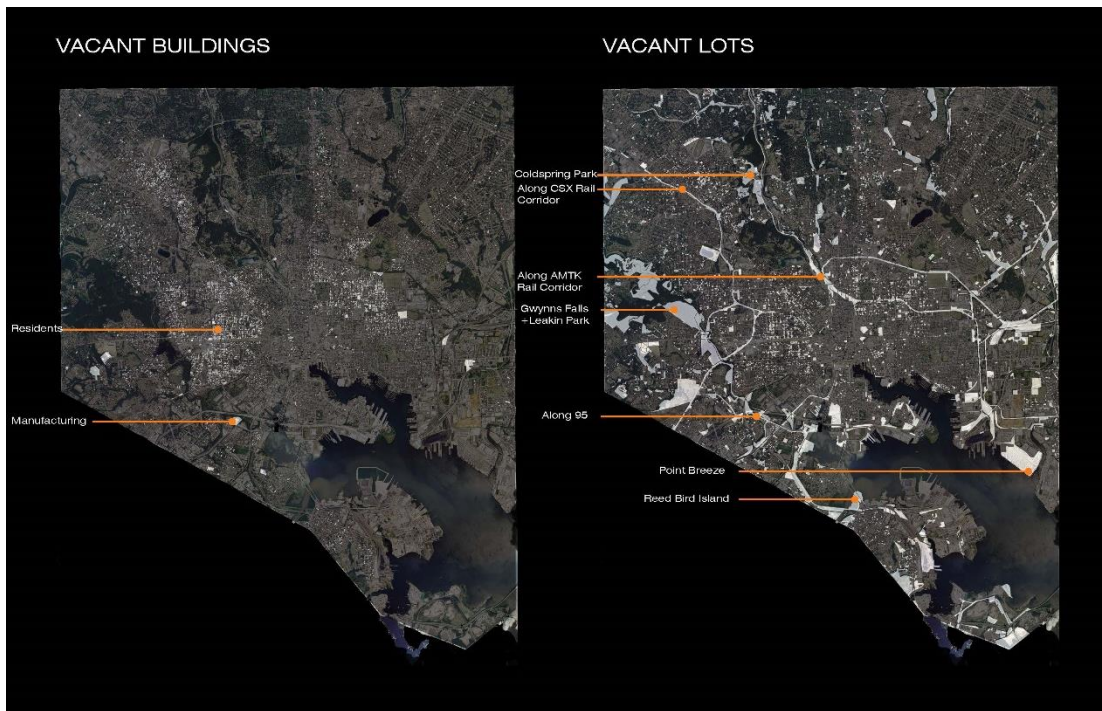 VACANT BUILDINGS
VACANT LOTS
Residents
Manufacturing
Coldspring Park
Along CSX Rail
Corridor
Along AMTK
Rail Corridor
Gwynns Falls
+Leakin Park
Along 95
Point Breeze
Reed Bird Island